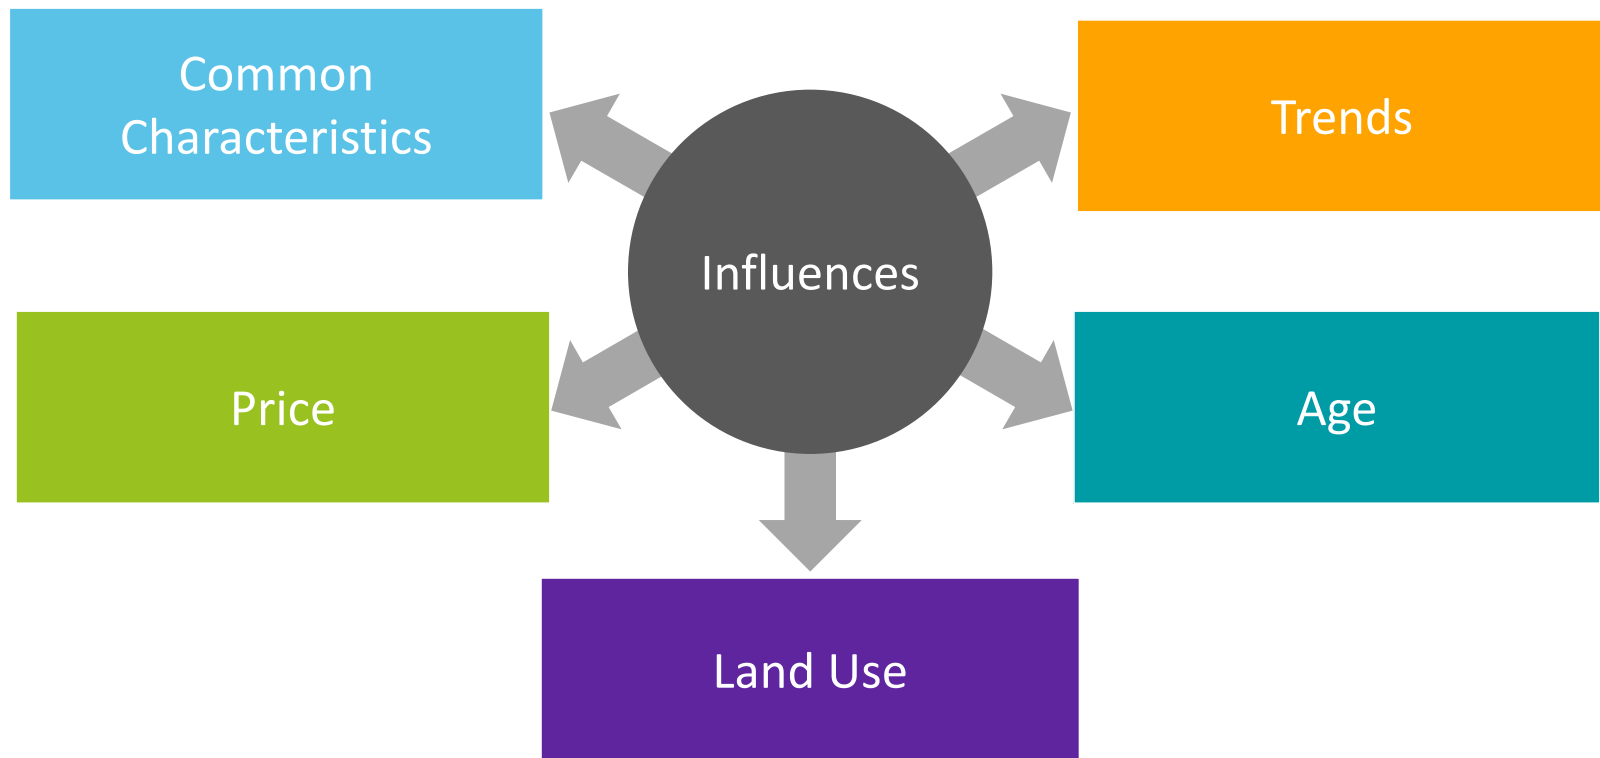 Common
Characteristics
Trends
Influences
Price
Age
Land Use